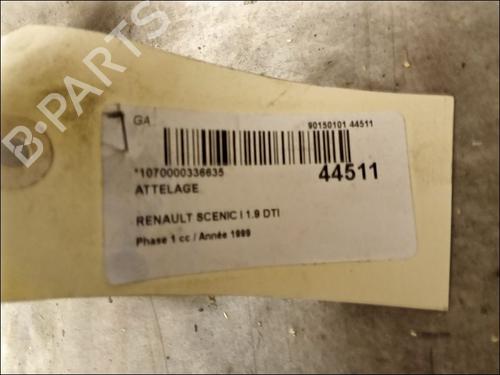 B-PARTS
GA
90150101 44511
*1070000336635
44511
ATTELAGE
RENAULT SCENIC I 1.9 DTI
Phase 1 cc / Année 1999